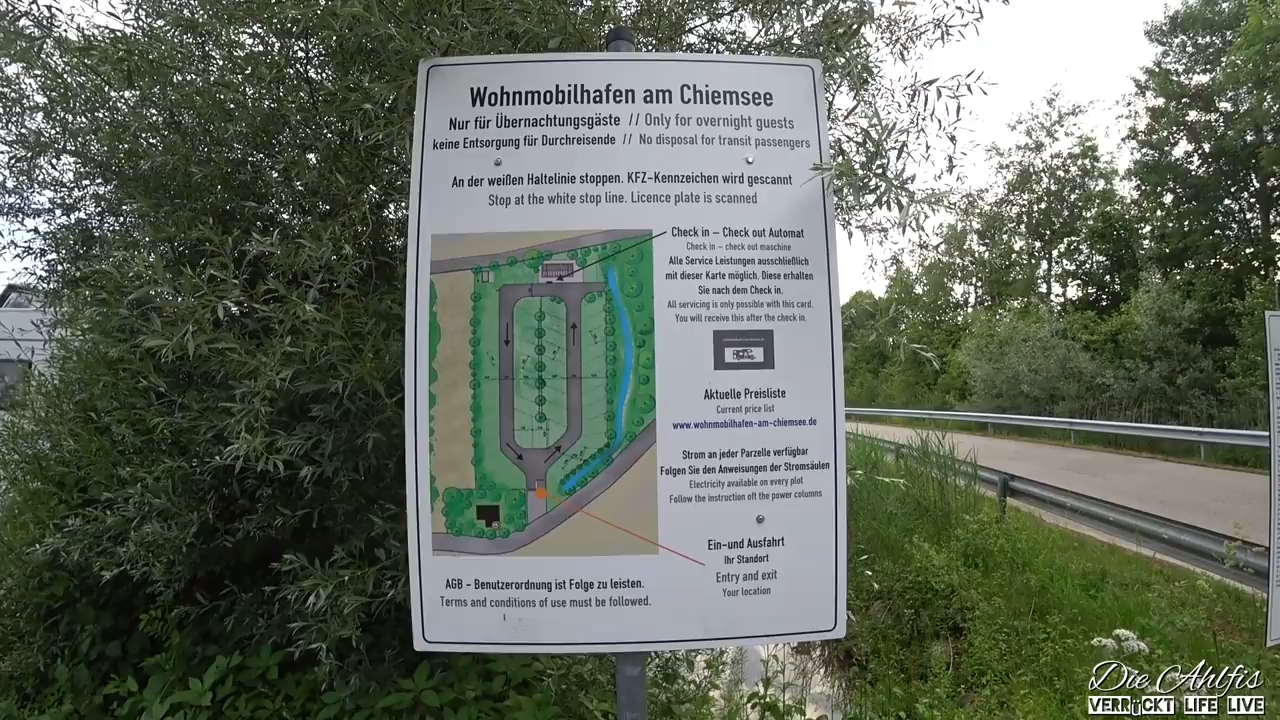 Wohnmobilhafen am Chiemsee
Nur für Übernachtungsgäste // Only for overnight guests
keine Entsorgung für Durchreisende // No disposal for transit passengers
An der weißen Haltelinie stoppen. KFZ-Kennzeichen wird gescannt
Stop at the white stop line. Licence plate is scanned
Check in – Check out Automat
Check in – check out maschine
Alle Service Leistungen ausschließlich
mit dieser Karte möglich. Diese erhalten
Sie nach dem Check in.
All servicing is only possible with this card.
You will receive this after the check in.
Aktuelle Preisliste
Current price list
www.wohnmobilhafen-am-chiemsee.de
Strom an jeder Parzelle verfügbar
Folgen Sie den Anweisungen der Stromsäulen
Electricity available on every plot
Follow the instruction oft the power columns
Ein-und Ausfahrt
Ihr Standort
Entry and exit
Your location
AGB - Benutzerordnung ist Folge zu leisten.
Terms and conditions of use must be followed.
Die Ahlfis
VERRÜCKT LIFE LIVE